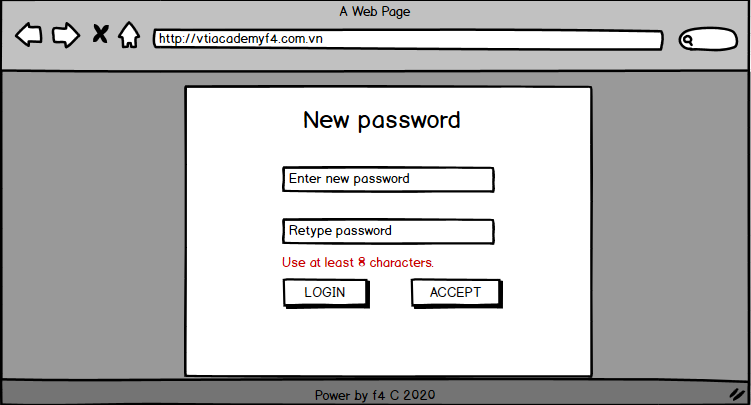 A Web Page
http://vtiacademyf4.com.vn
New password
Enter new password
Retype password
Use at least 8 characters.
LOGIN
ACCEPT
Power by f4 C 2020